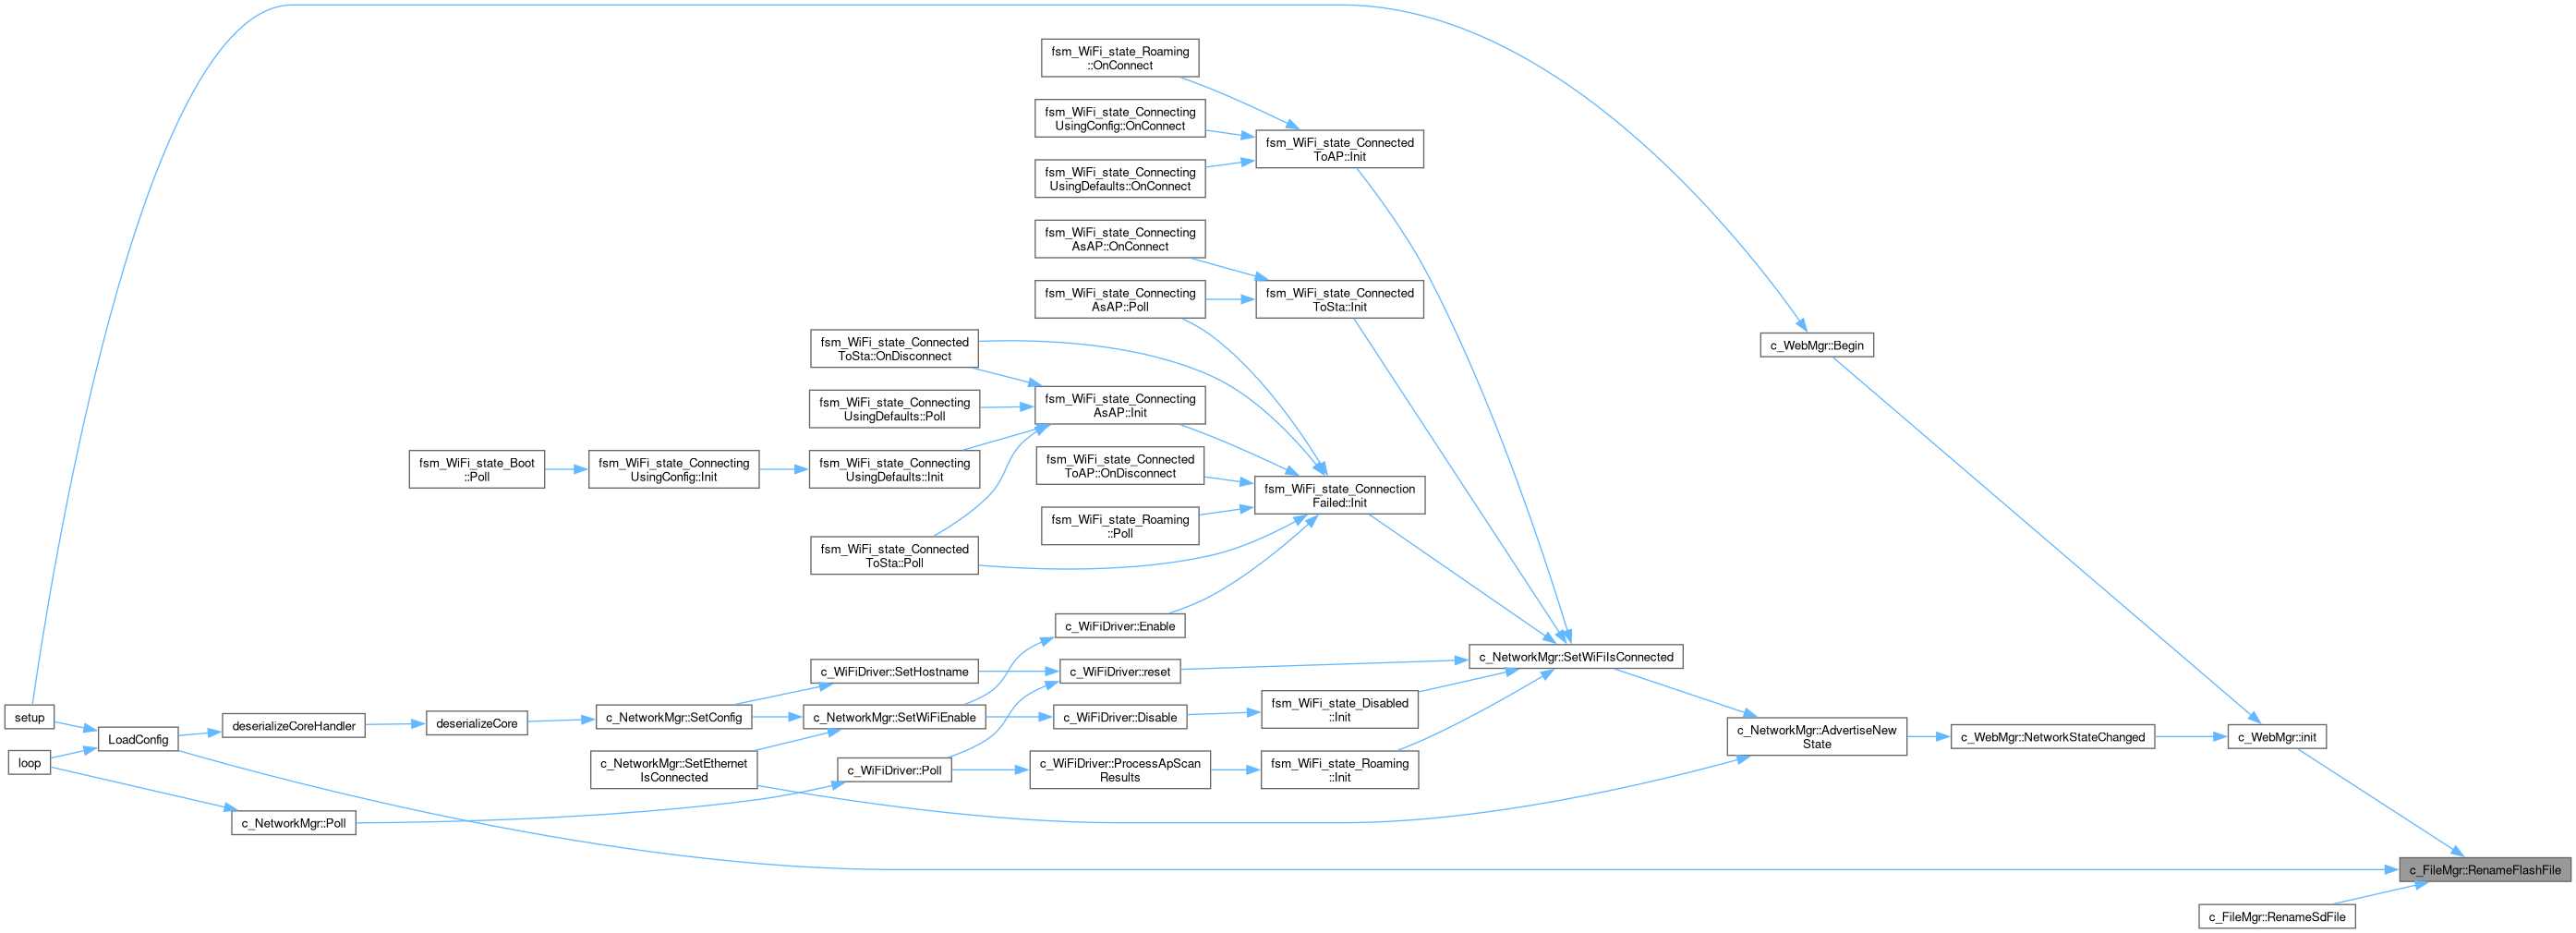 fsm_WiFi_state_Roaming
::OnConnect
fsm_WiFi_state_Connecting
UsingConfig::OnConnect
fsm_WiFi_state_Connected
ToAP::Init
fsm_WiFi_state_Connecting
UsingDefaults::OnConnect
fsm_WiFi_state_Connecting
AsAP::OnConnect
fsm_WiFi_state_Connecting
AsAP::Poll
fsm_WiFi_state_Connected
ToSta::Init
fsm_WiFi_state_Connected
ToSta::OnDisconnect
c_WebMgr::Begin
fsm_WiFi_state_Connecting
UsingDefaults::Poll
fsm_WiFi_state_Connecting
AsAP::Init
fsm_WiFi_state_Boot
::Poll
fsm_WiFi_state_Connecting
UsingConfig::Init
fsm_WiFi_state_Connecting
UsingDefaults::Init
fsm_WiFi_state_Connected
ToAP::OnDisconnect
fsm_WiFi_state_Connection
Failed::Init
fsm_WiFi_state_Roaming
::Poll
fsm_WiFi_state_Connected
ToSta::Poll
c_WiFiDriver::Enable
c_NetworkMgr::SetWiFiIsConnected
c_WiFiDriver::SetHostname
c_WiFiDriver::reset
setup
deserializeCoreHandler
deserializeCore
c_NetworkMgr::SetConfig
c_NetworkMgr::SetWiFiEnable
c_WiFiDriver::Disable
fsm_WiFi_state_Disabled
::Init
LoadConfig
c_NetworkMgr::AdvertiseNew
State
c_WebMgr::NetworkStateChanged
c_WebMgr::init
loop
c_NetworkMgr::SetEthernet
IsConnected
c_WiFiDriver::Poll
c_WiFiDriver::ProcessApScan
Results
fsm_WiFi_state_Roaming
::Init
c_NetworkMgr::Poll
c_FileMgr::RenameFlashFile
c_FileMgr::RenameSdFile